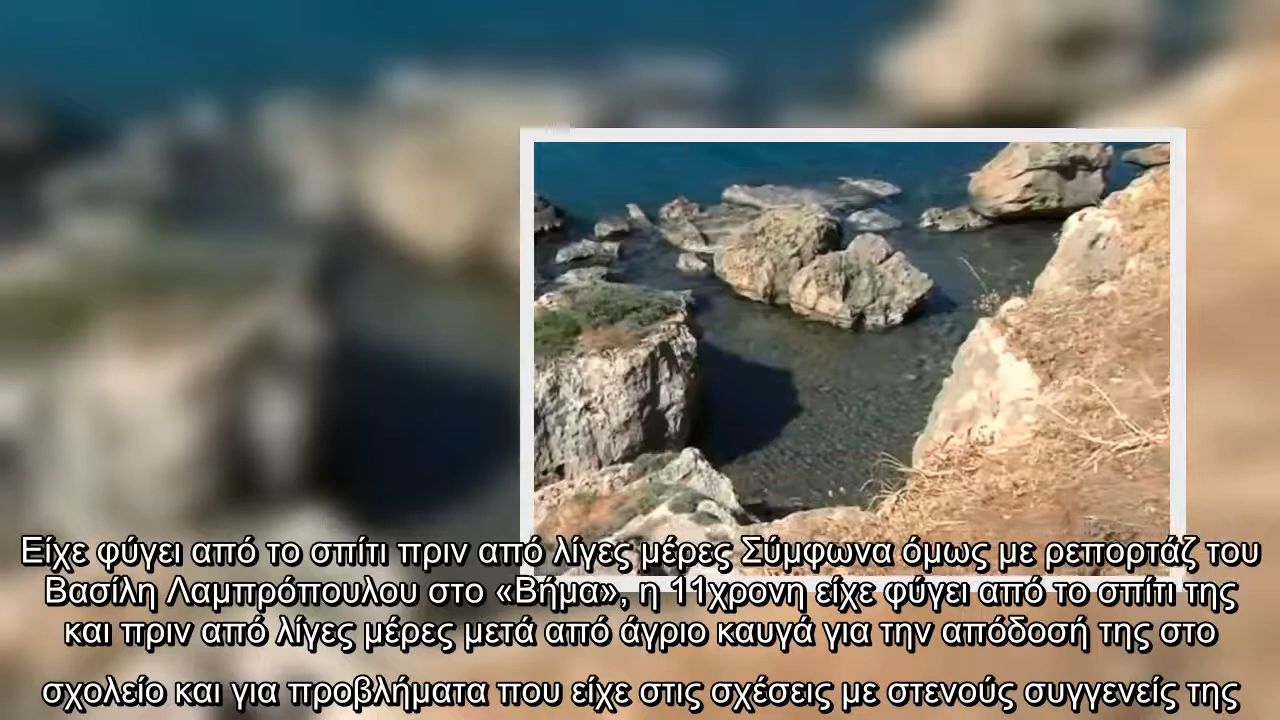 Είχε φύγει από το σπίτι πριν από λίγες μέρες Σύμφωνα όμως με ρεπορτάζ του
Βασίλη Λαμπρόπουλου στο «Βήμα», η 11χρονη είχε φύγει από το σπίτι της
και πριν από λίγες μέρες μετά από άγριο καυγά για την απόδοσή της στο
σχολείο και για προβλήματα που είχε στις σχέσεις με στενούς συγγενείς της